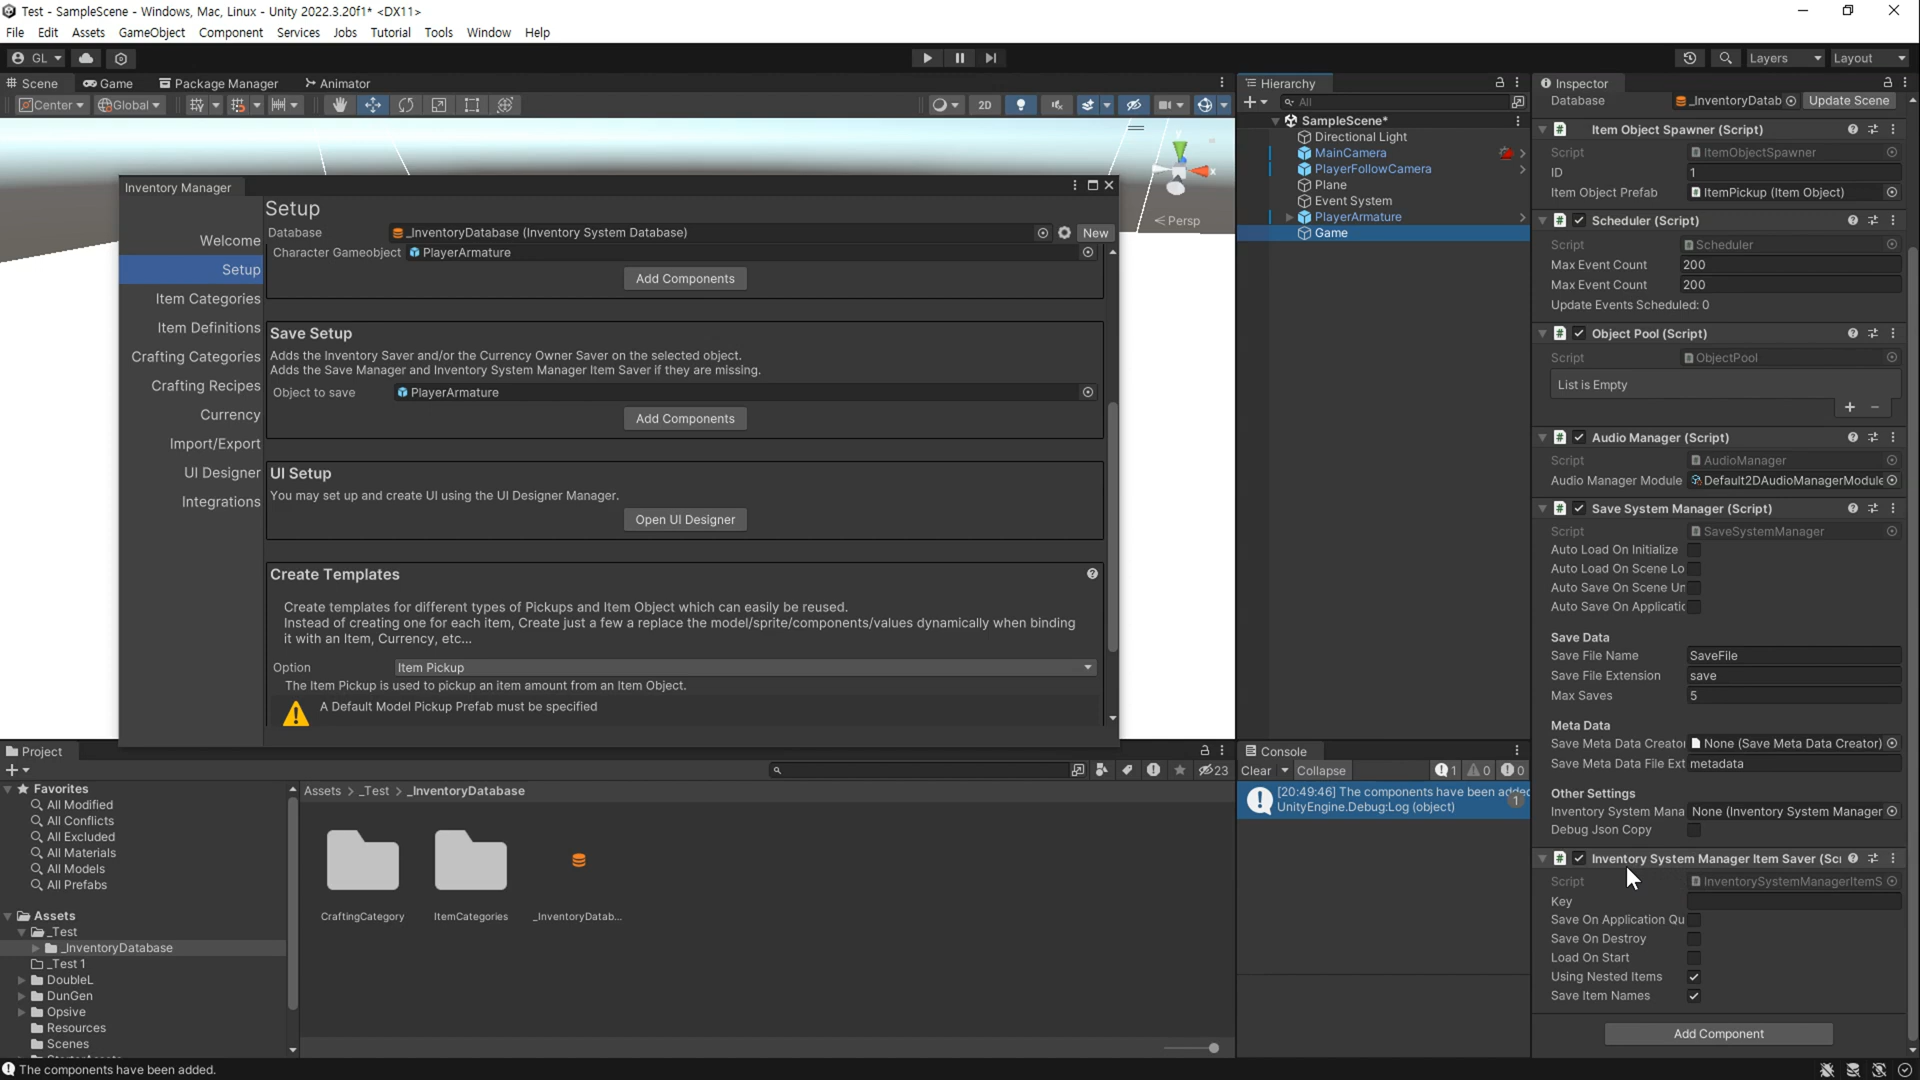 Test - SampleScene - Windows, Mac, Linux - Unity 2022.3.20f1* <DX11>
File Edit Assets GameObject Component Services Jobs Tutorial Tools Window Help
GL
Layers Layout
Scene Game Package Manager Animator
Center Global
2D
Persp
Inventory Manager
Welcome
Setup
Item Categories
Item Definitions
Crafting Categories
Crafting Recipes
Currency
Import/Export
UI Designer
Integrations
Setup
Database _InventoryDatabase (Inventory System Database) New
Character Gameobject PlayerArmature
Add Components
Save Setup
Adds the Inventory Saver and/or the Currency Owner Saver on the selected object.
Adds the Save Manager and Inventory System Manager Item Saver if they are missing.
Object to save PlayerArmature
Add Components
UI Setup
You may set up and create UI using the UI Designer Manager.
Open UI Designer
Create Templates
Create templates for different types of Pickups and Item Object which can easily be reused.
Instead of creating one for each item, Create just a few a replace the model/sprite/components/values dynamically when binding
it with an Item, Currency, etc...
Option Item Pickup
The Item Pickup is used to pickup an item amount from an Item Object.
A Default Model Pickup Prefab must be specified
Hierarchy
All
SampleScene*
Directional Light
MainCamera
PlayerFollowCamera
Plane
Event System
PlayerArmature
Game
Inspector
Database _InventoryDatab Update Scene
Item Object Spawner (Script)
Script ItemObjectSpawner
ID 1
Item Object Prefab ItemPickup (Item Object)
Scheduler (Script)
Script Scheduler
Max Event Count 200
Max Event Count 200
Update Events Scheduled: 0
Object Pool (Script)
Script ObjectPool
List is Empty
Audio Manager (Script)
Script AudioManager
Audio Manager Module Default2DAudioManagerModule
Save System Manager (Script)
Script SaveSystemManager
Auto Load On Initialize
Auto Load On Scene Lo
Auto Save On Scene Ur
Auto Save On Applicatic
Save Data
Save File Name SaveFile
Save File Extension save
Max Saves 5
Meta Data
Save Meta Data Creator None (Save Meta Data Creator)
Save Meta Data File Ext metadata
Other Settings
Inventory System Mana None (Inventory System Manager
Debug Json Copy
Inventory System Manager Item Saver (Scr
Script InventorySystemManagerItemS
Key
Save On Application Qu
Save On Destroy
Load On Start
Using Nested Items
Save Item Names
Add Component
Project
23
Favorites
All Modified
All Conflicts
All Excluded
All Materials
All Models
All Prefabs
Assets
_Test
_InventoryDatabase
_Test 1
DoubleL
DunGen
Opsive
Resources
Scenes
Assets > _Test > _InventoryDatabase
CraftingCategory ItemCategories _InventoryDatab...
Console
Clear Collapse 1 0 0
[20:49:46] The components have been added
UnityEngine.Debug:Log (object) 1
The components have been added.